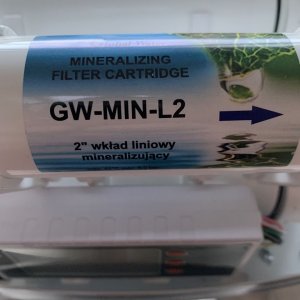 MINERALIZING
FILTER CARTRIDGE
GW-MIN-L2
2" wkład liniowy
mineralizujący